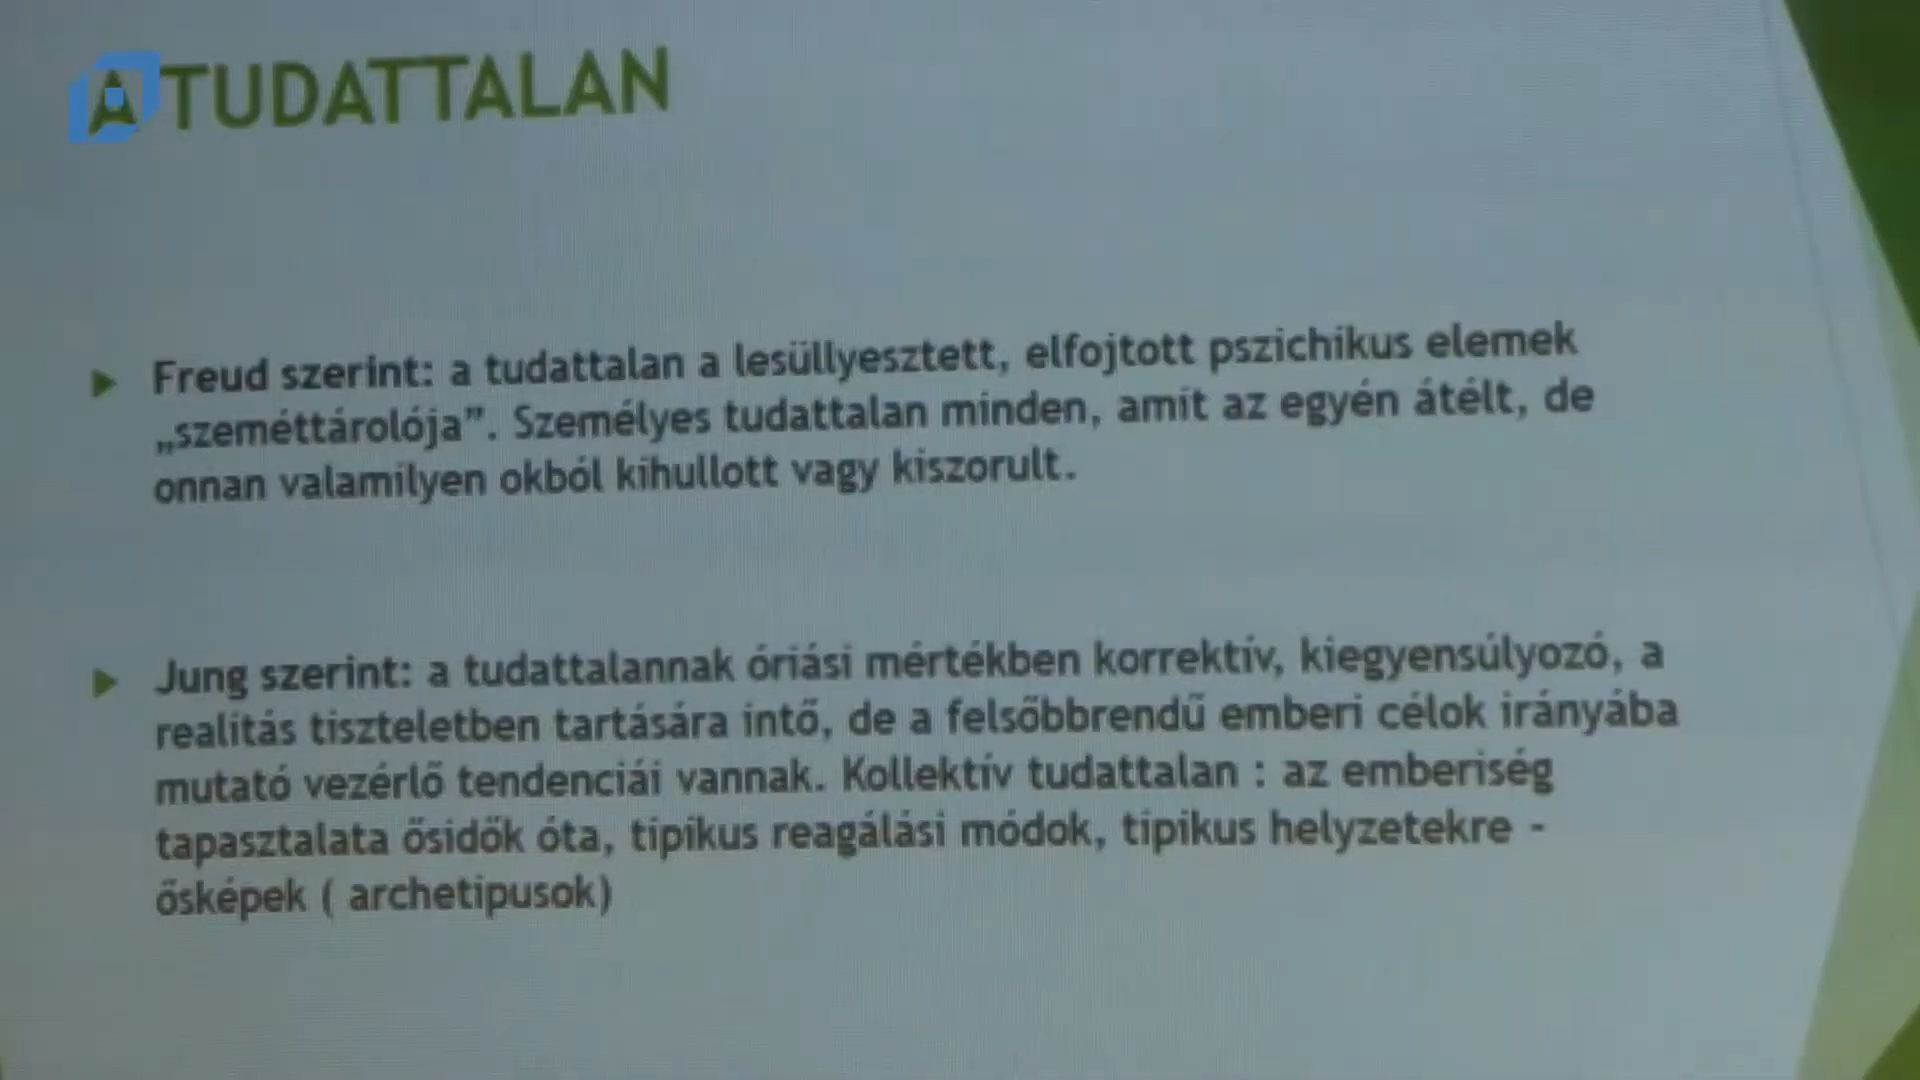 A TUDATTALAN
Freud szerint: a tudattalan a lesüllyesztett, elfojtott pszichikus elemek
„szeméttárolója”. Személyes tudattalan minden, amit az egyén átélt, de
onnan valamilyen okból kihullott vagy kiszorult.
Jung szerint: a tudattalannak óriási mértékben korrektív, kiegyensúlyozó, a
realitás tiszteletben tartására intő, de a felsőbbrendű emberi célok irányába
mutató vezérlő tendenciái vannak. Kollektív tudattalan : az emberiség
tapasztalata ősidők óta, tipikus reagálási módok, tipikus helyzetekre -
ősképek ( archetipusok)